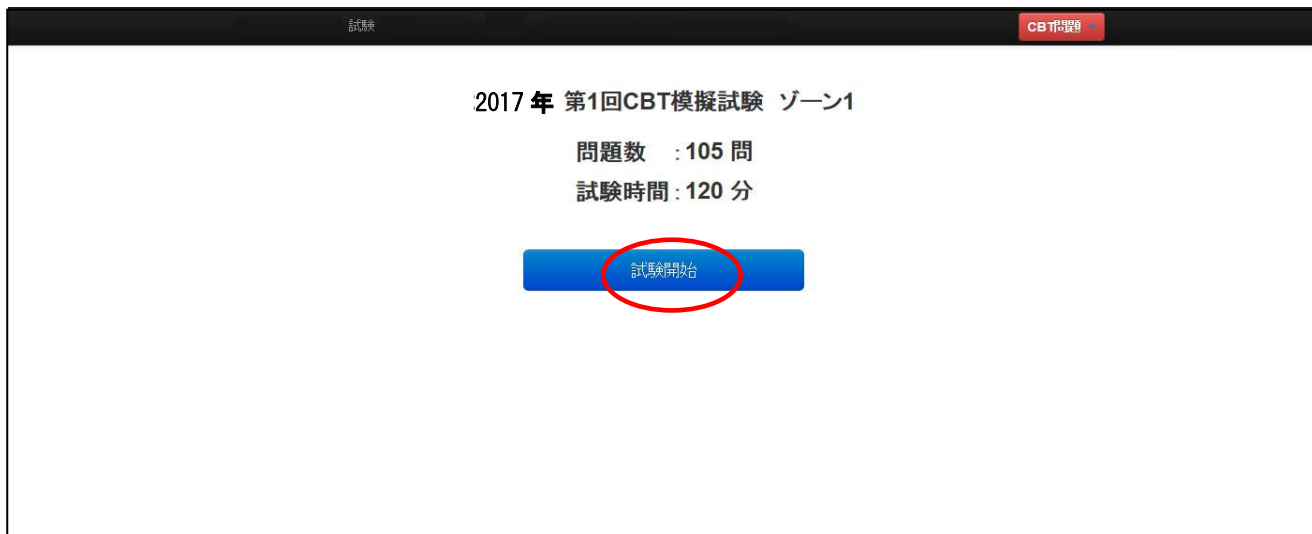 試験
CBT問題
2017 年 第1回CBT模擬試験 ゾーン1
問題数 : 105 問
試験時間 : 120 分
試験開始